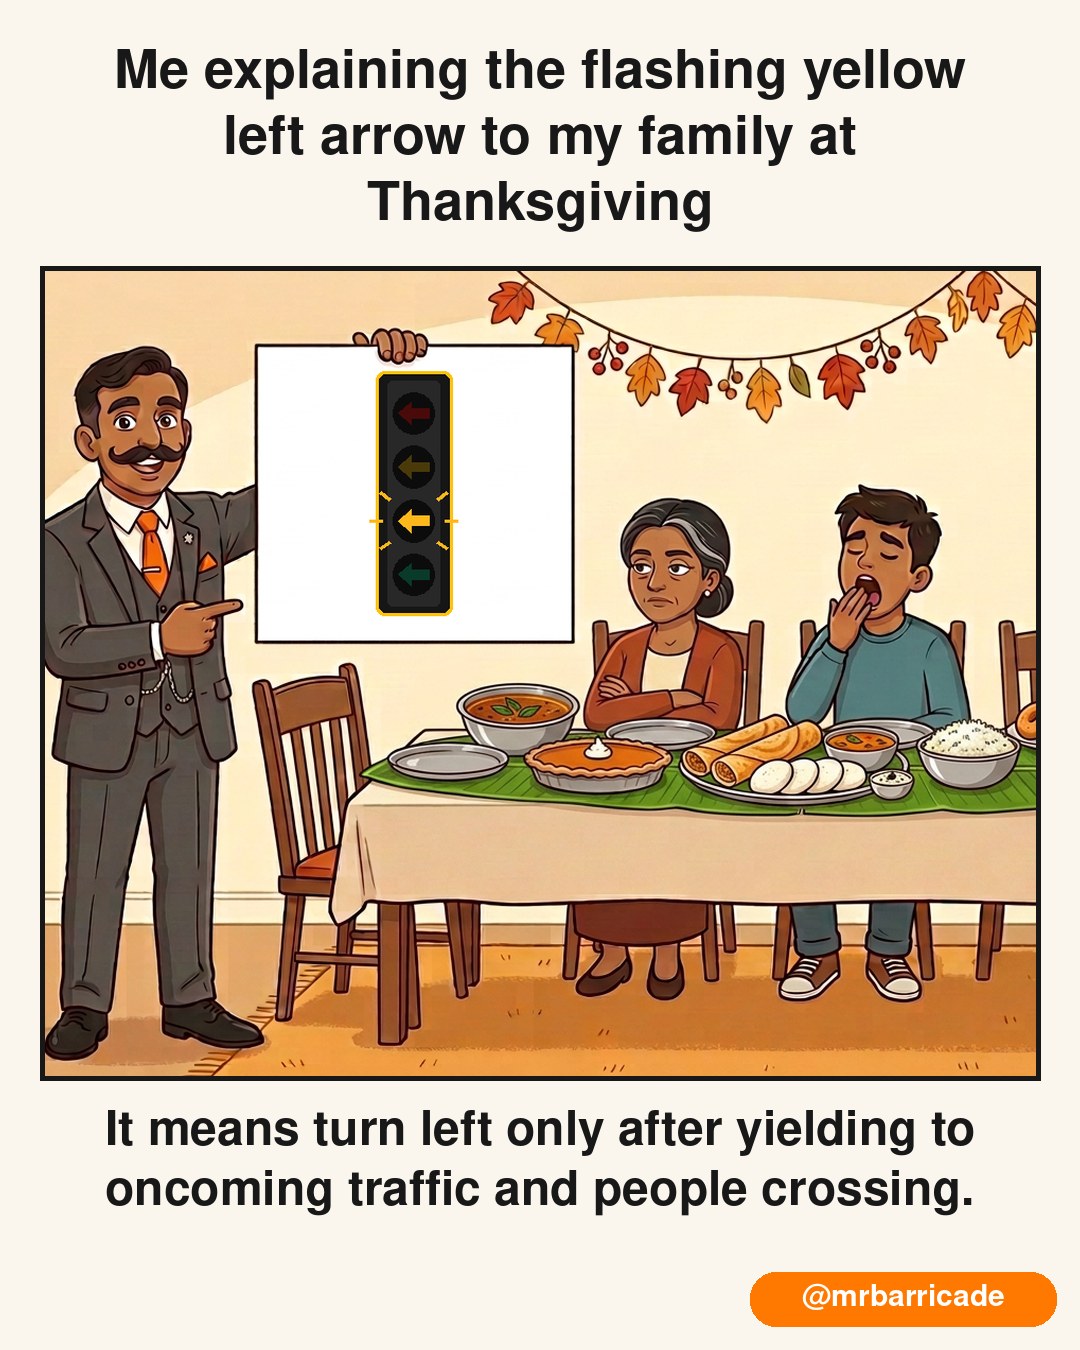 Me explaining the flashing yellow
left arrow to my family at
Thanksgiving
It means turn left only after yielding to
oncoming traffic and people crossing.
@mrbarricade